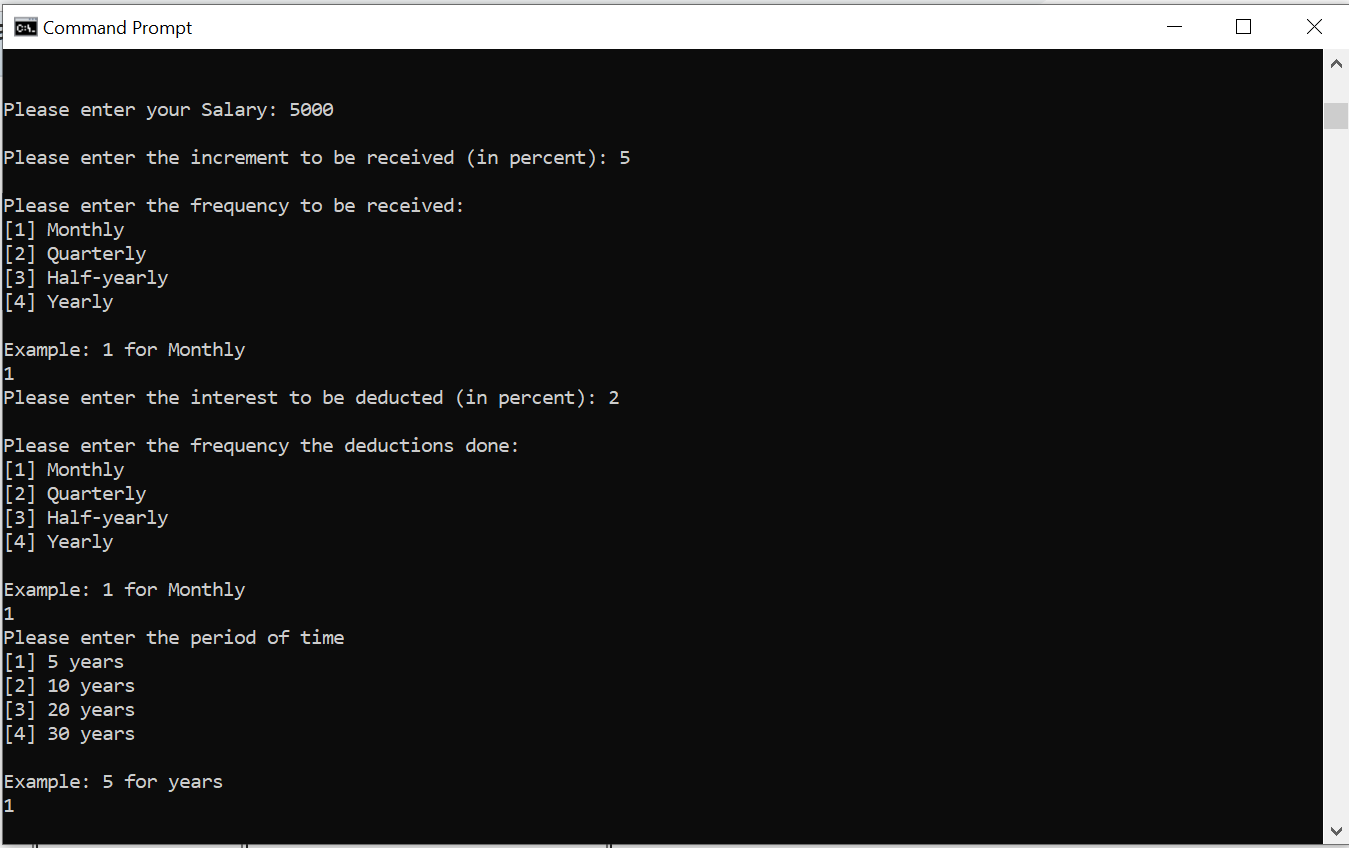 Command Prompt
Please enter your Salary: 5000
Please enter the increment to be received (in percent): 5
Please enter the frequency to be received:
[1] Monthly
[2] Quarterly
[3] Half-yearly
[4] Yearly
Example: 1 for Monthly
1
Please enter the interest to be deducted (in percent): 2
Please enter the frequency the deductions done:
[1] Monthly
[2] Quarterly
[3] Half-yearly
[4] Yearly
Example: 1 for Monthly
1
Please enter the period of time
[1] 5 years
[2] 10 years
[3] 20 years
[4] 30 years
Example: 5 for years
1